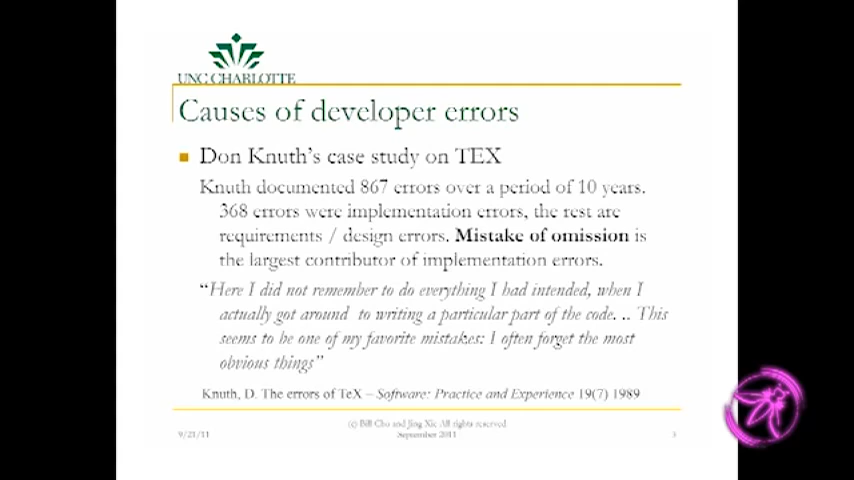 UNC CHARLOTTE
Causes of developer errors
Don Knuth's case study on TEX
Knuth documented 867 errors over a period of 10 years.
368 errors were implementation errors, the rest are
requirements / design errors. Mistake of omission is
the largest contributor of implementation errors.
“Here I did not remember to do everything I had intended, when I
actually got around to writing a particular part of the code. .. This
seems to be one of my favorite mistakes: I often forget the most
obvious things”
Knuth, D. The errors of TeX – Software: Practice and Experience 19(7) 1989
(c) Bill Chu and Jing Xie All rights reserved
9/21/11 September 2011 3